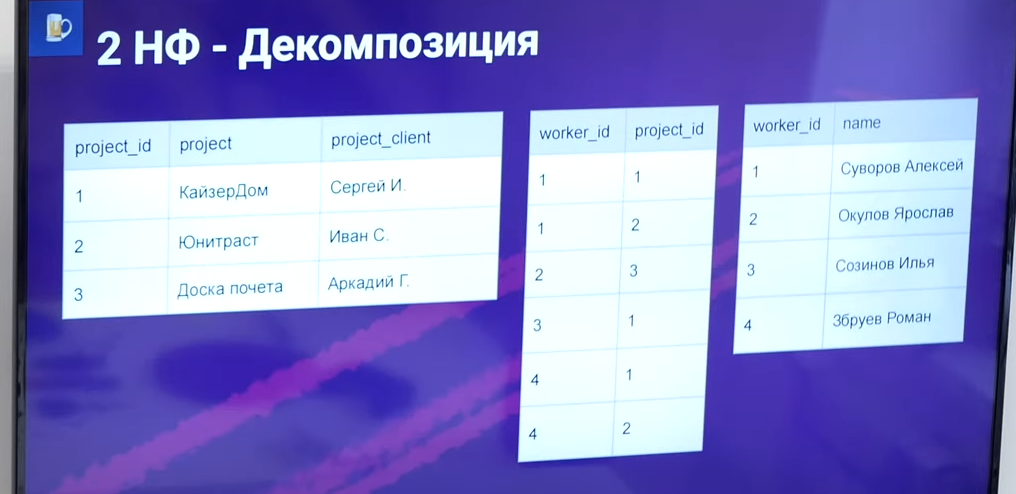 2 НФ - Декомпозиция
project_id project project_client
1 КайзерДом Сергей И.
2 Юнитраст Иван С.
3 Доска почета Аркадий Г.
worker_id project_id
1 1
1 2
2 3
3 1
4 1
4 2
worker_id name
1 Суворов Алексей
2 Окулов Ярослав
3 Созинов Илья
4 Збруев Роман